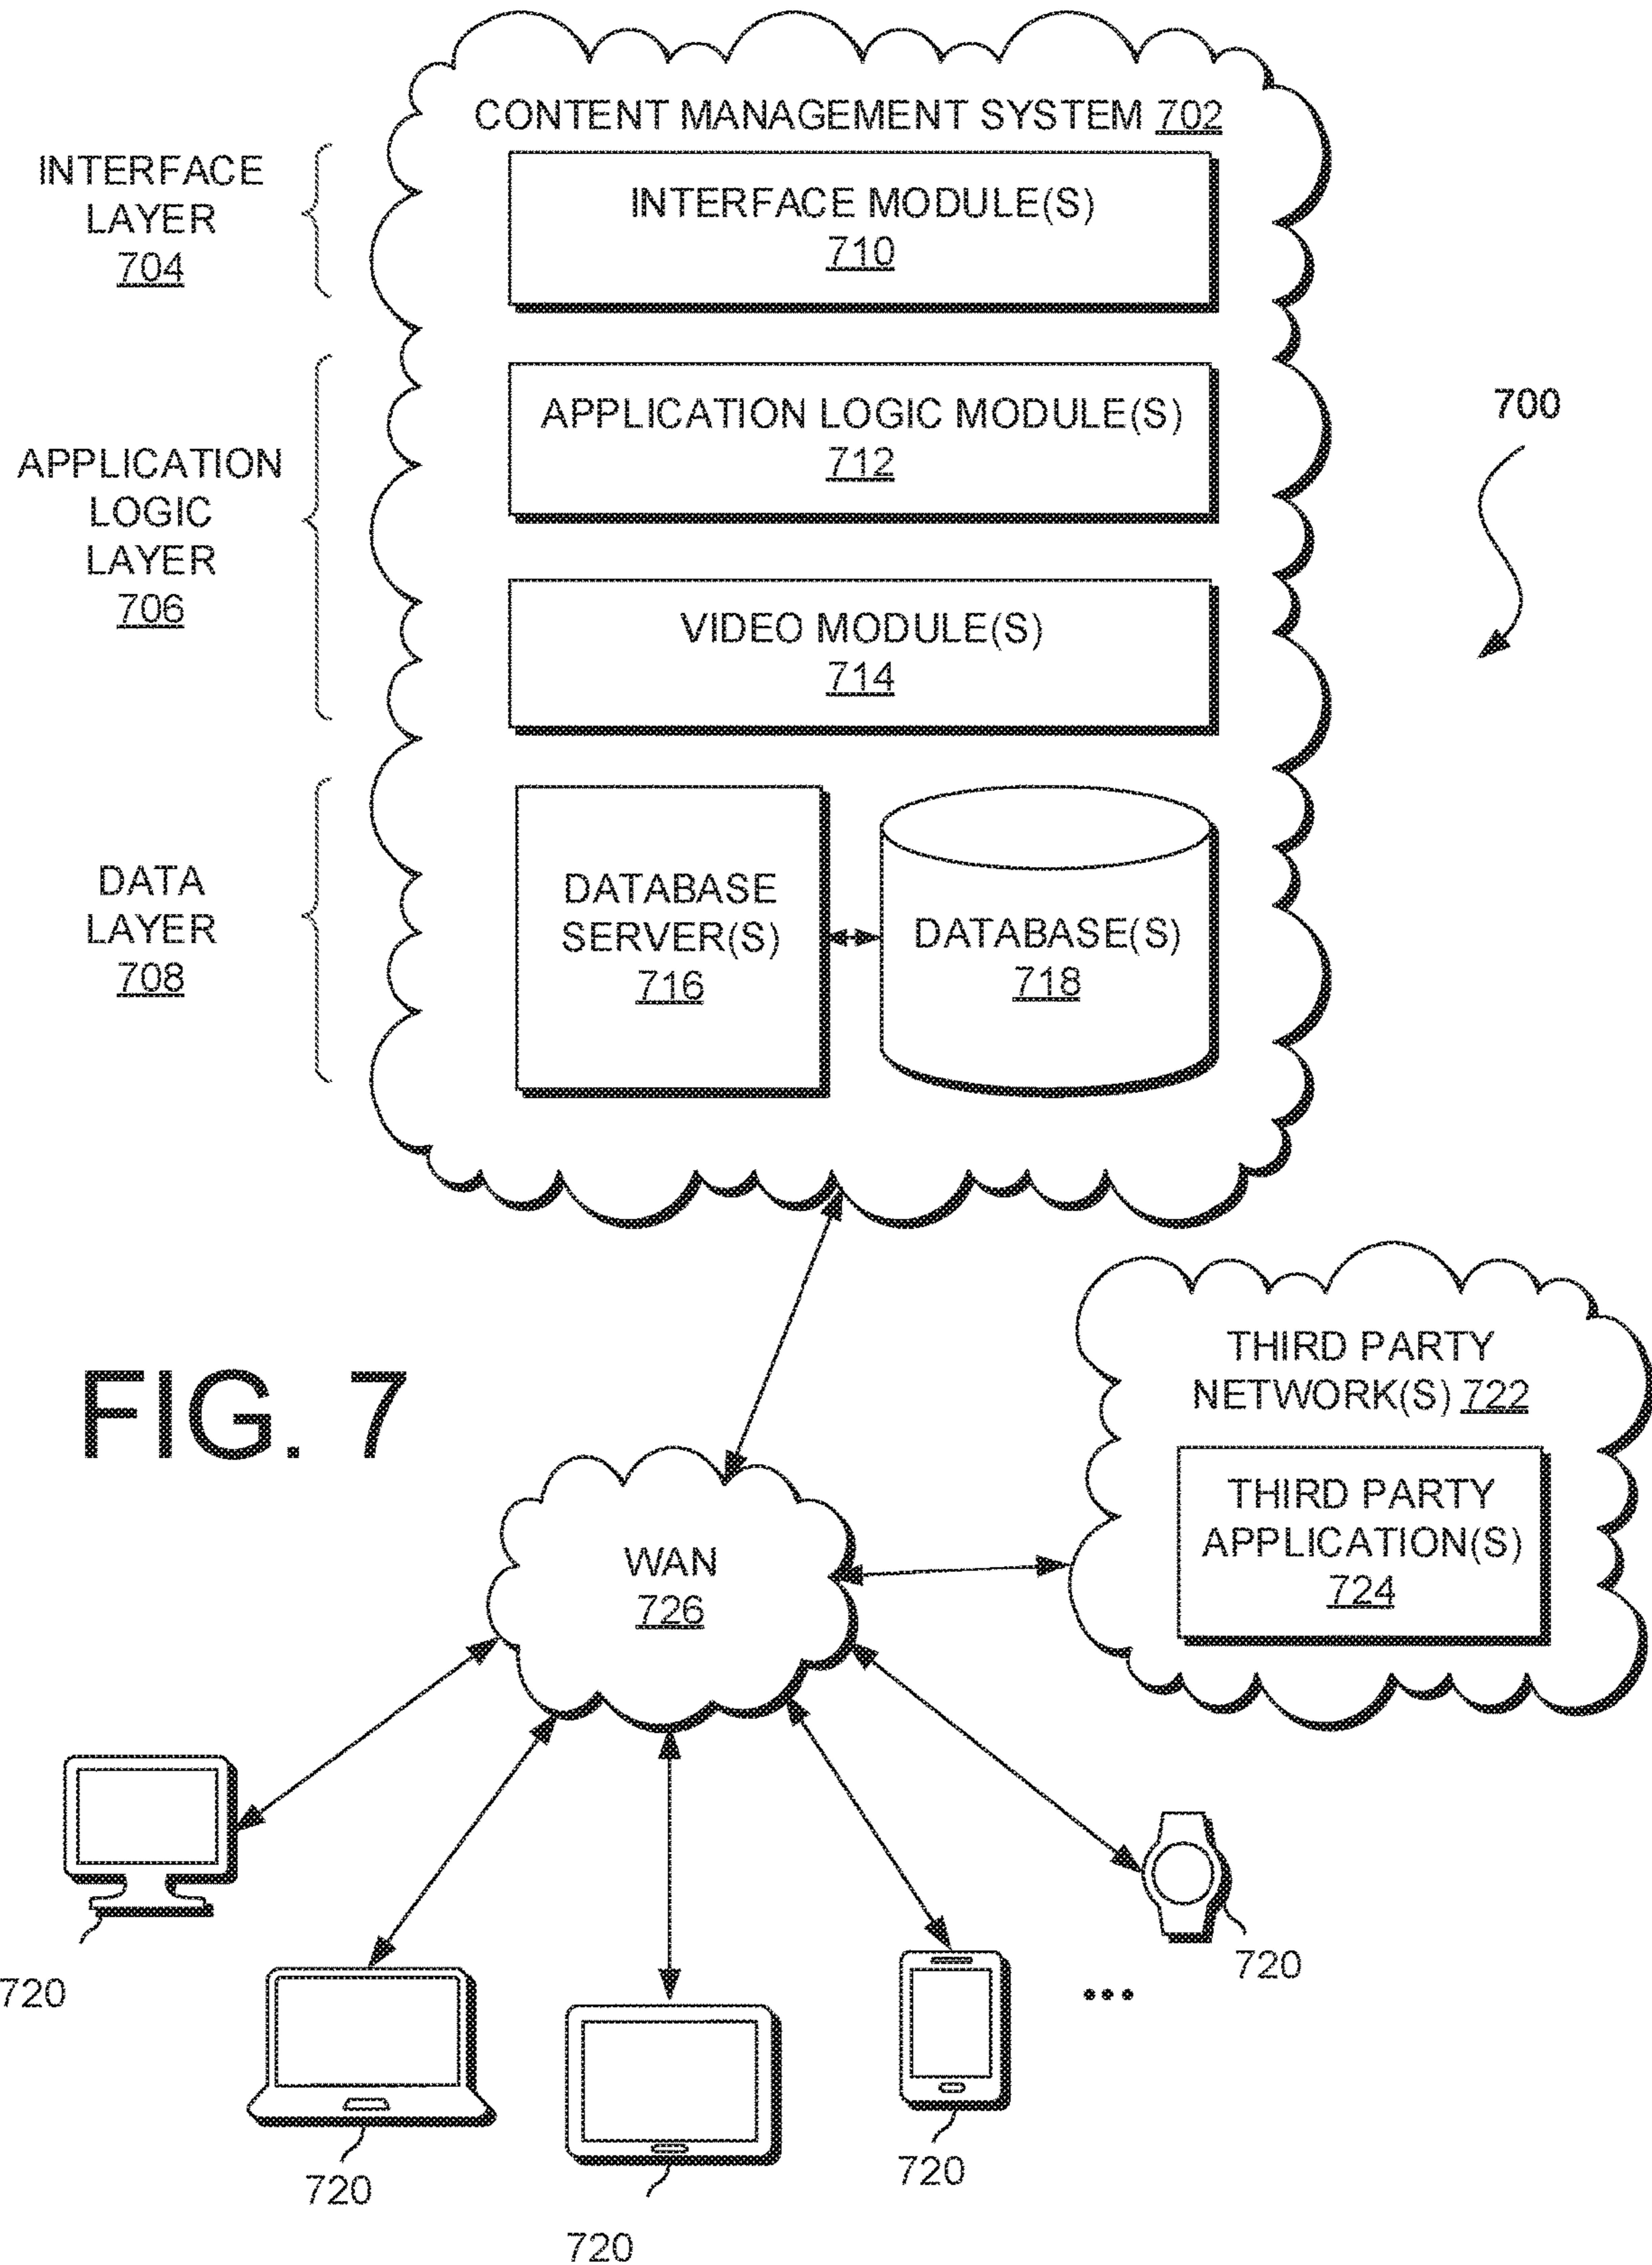 CONTENT MANAGEMENT SYSTEM 702
INTERFACE
LAYER
704
INTERFACE MODULE(S)
710
APPLICATION
LOGIC
LAYER
706
APPLICATION LOGIC MODULE(S)
712
700
VIDEO MODULE(S)
714
DATA
LAYER
708
DATABASE
SERVER(S)
716
DATABASE(S)
718
FIG. 7
THIRD PARTY
NETWORK(S) 722
THIRD PARTY
APPLICATION(S)
724
WAN
726
720
720
720
720
...
720